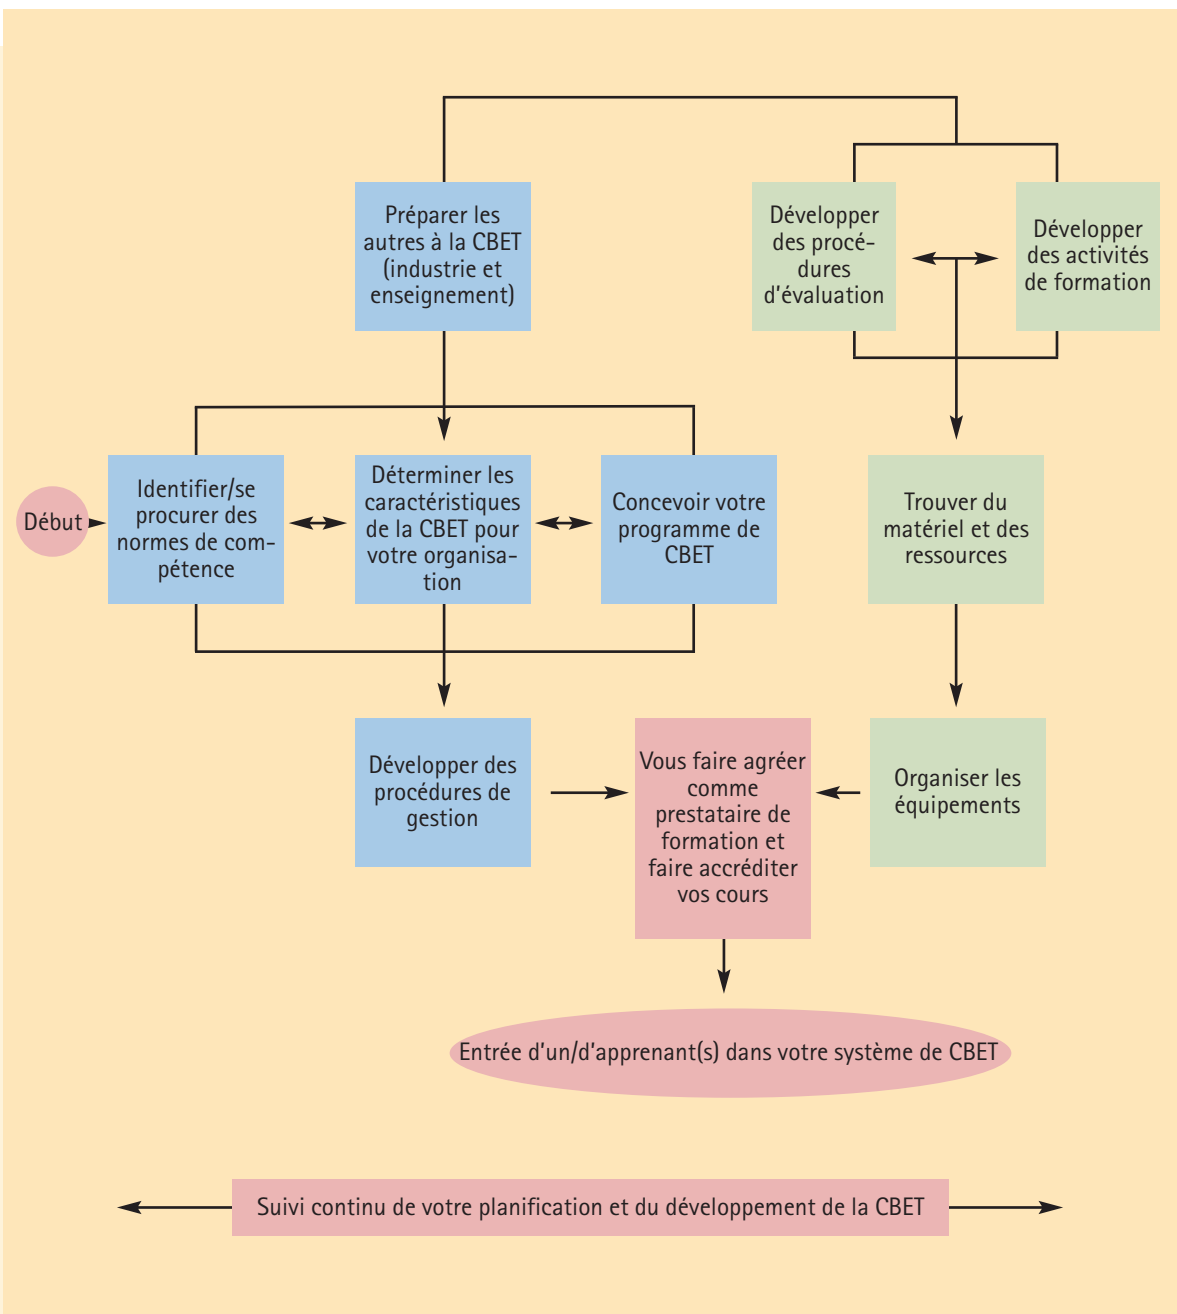 Préparer les
autres à la CBET
(industrie et
enseignement)
Développer
des procé-
dures
d'évaluation
Développer
des activités
de formation
Début
Identifier/se
procurer des
normes de com-
pétence
Déterminer les
caractéristiques
de la CBET pour
votre organisa-
tion
Concevoir votre
programme de
CBET
Trouver du
matériel et des
ressources
Développer des
procédures de
gestion
Vous faire agréer
comme
prestataire de
formation et
faire accréditer
vos cours
Organiser les
équipements
Entrée d'un/d'apprenant(s) dans votre système de CBET
Suivi continu de votre planification et du développement de la CBET